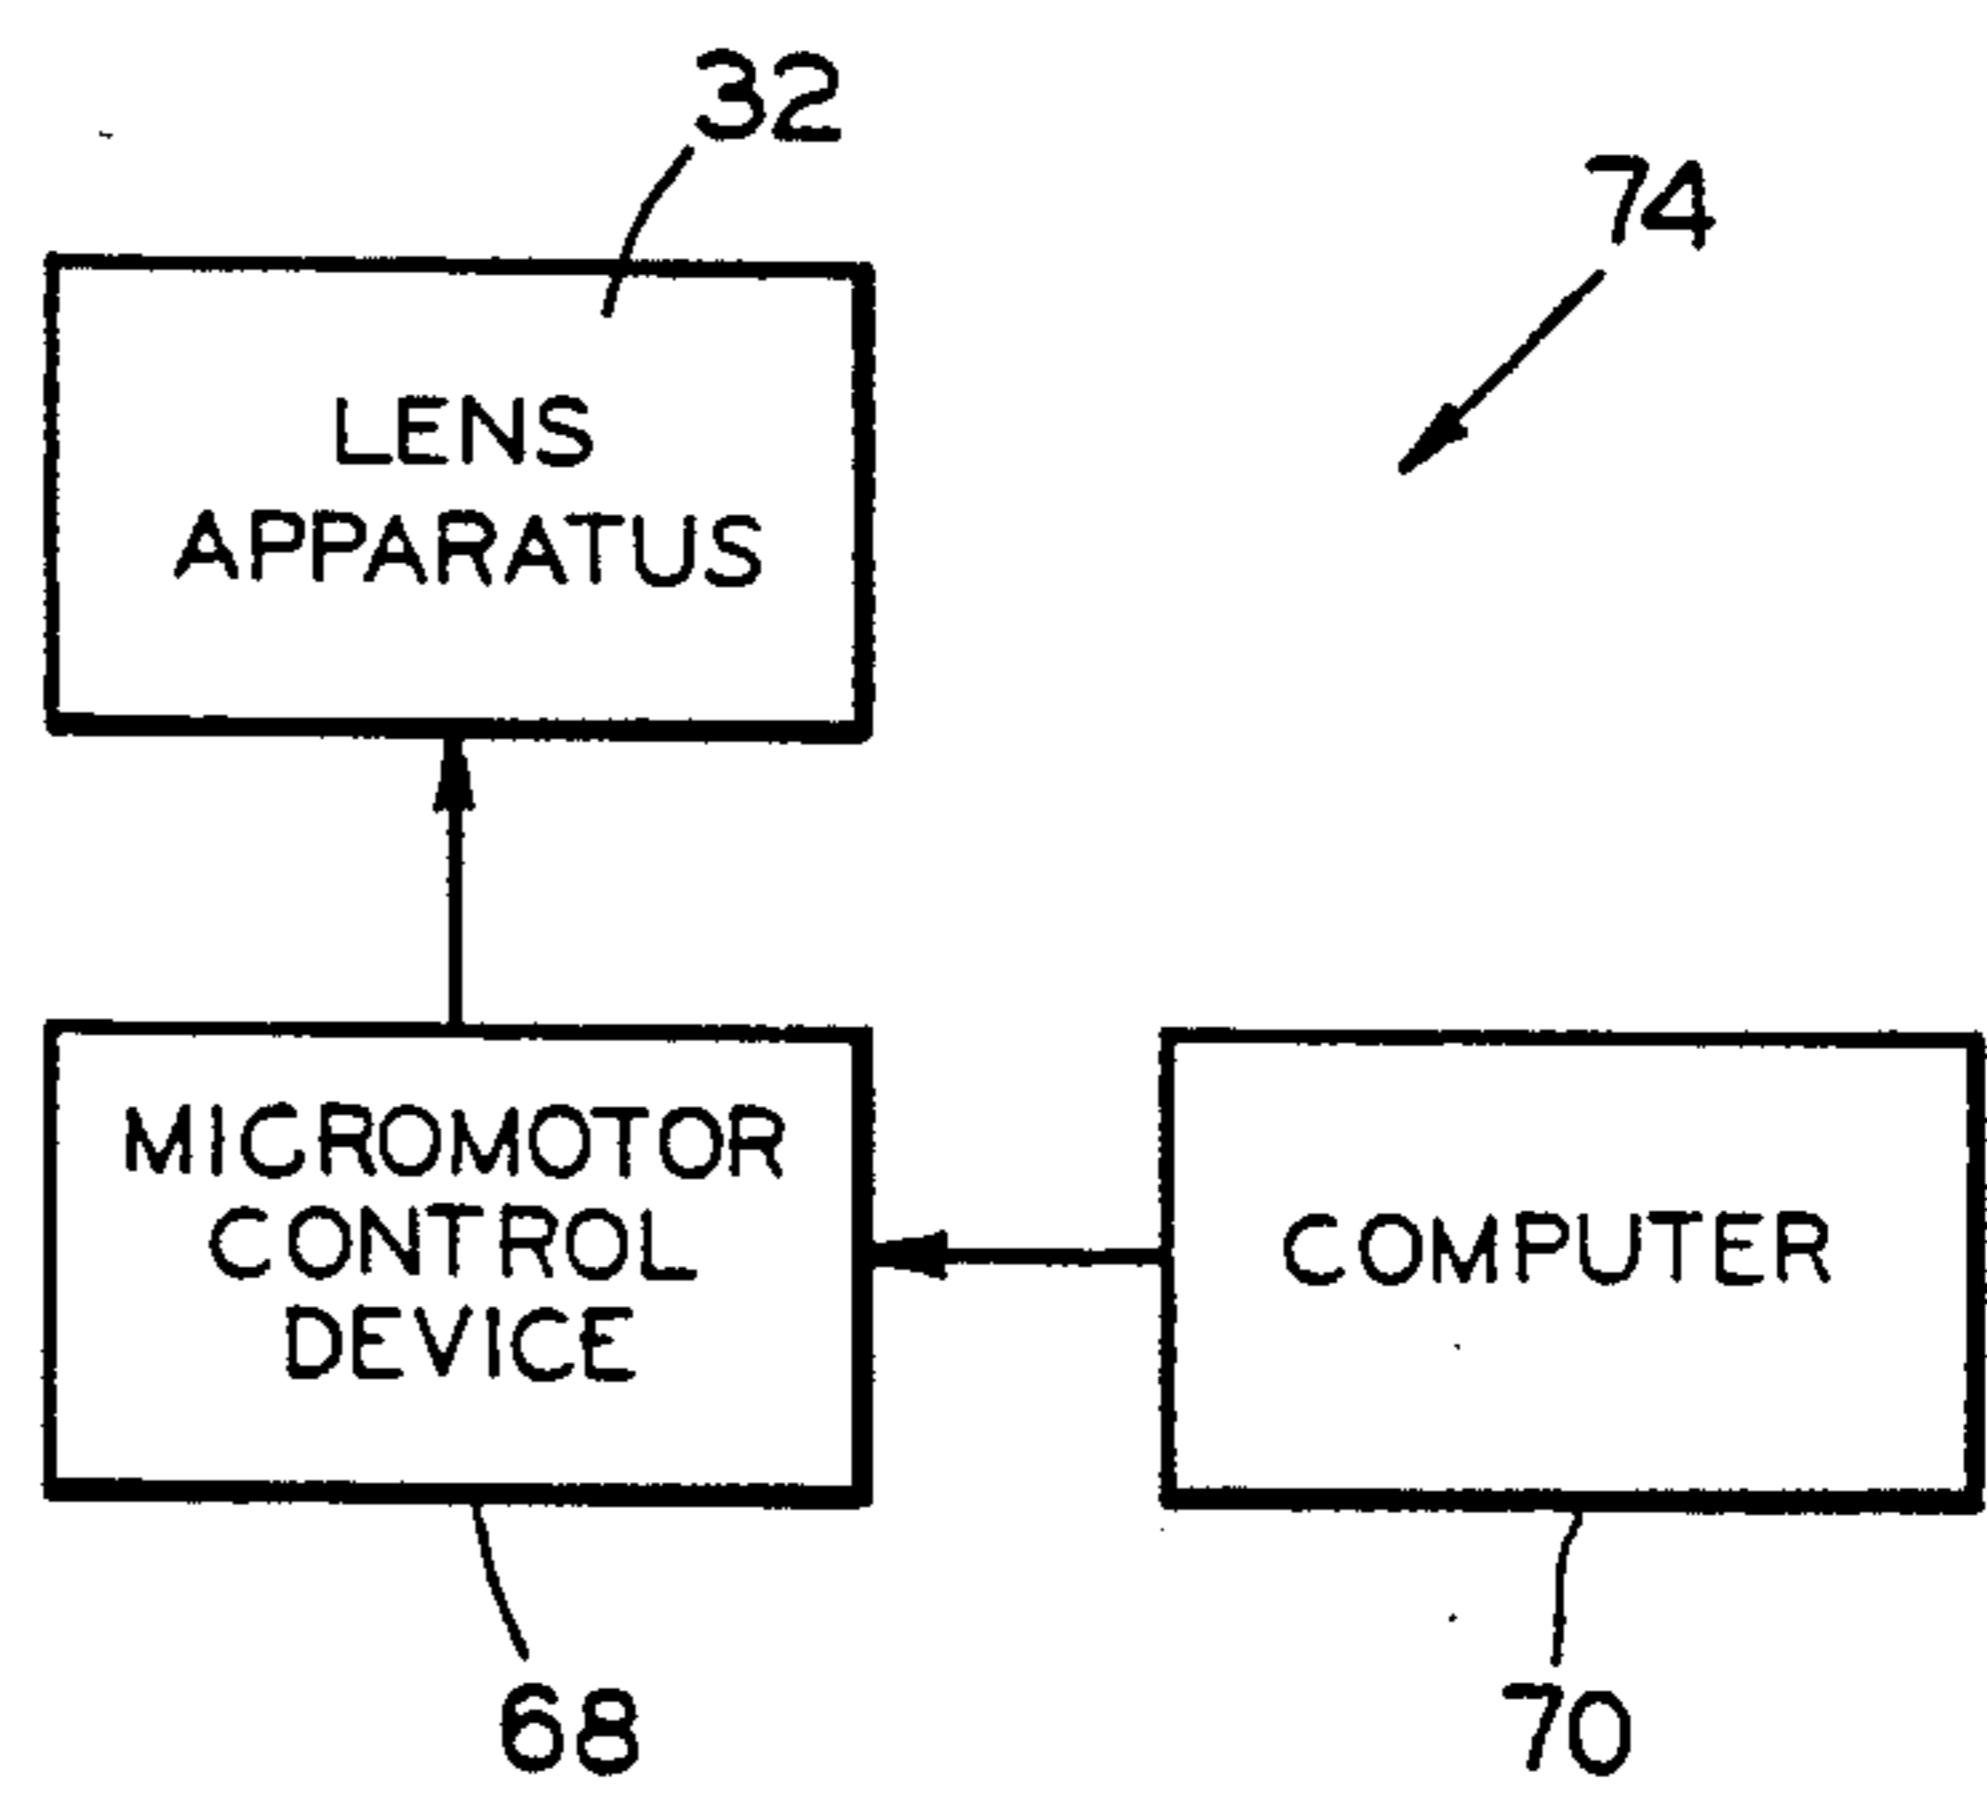 32
74
LENS
APPARATUS
MICROMOTOR
CONTROL
DEVICE
COMPUTER
68
70